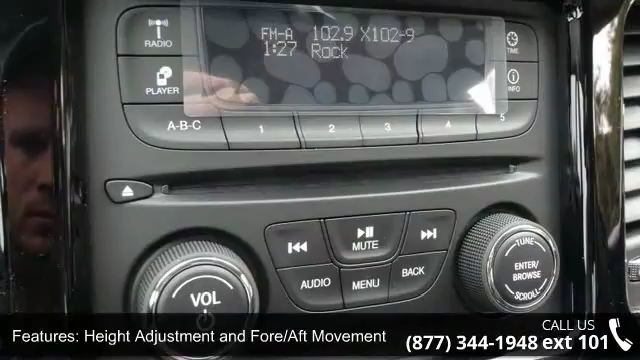 RADIO
FM-A 102.9 X102-9
1:27 Rock
TIME
PLAYER
INFO
A-B-C 1 2 3 4 5
MUTE
AUDIO MENU BACK
VOL
TUNE
ENTER/
BROWSE
SCROLL
Features: Height Adjustment and Fore/Aft Movement
CALL US
(877) 344-1948 ext 101